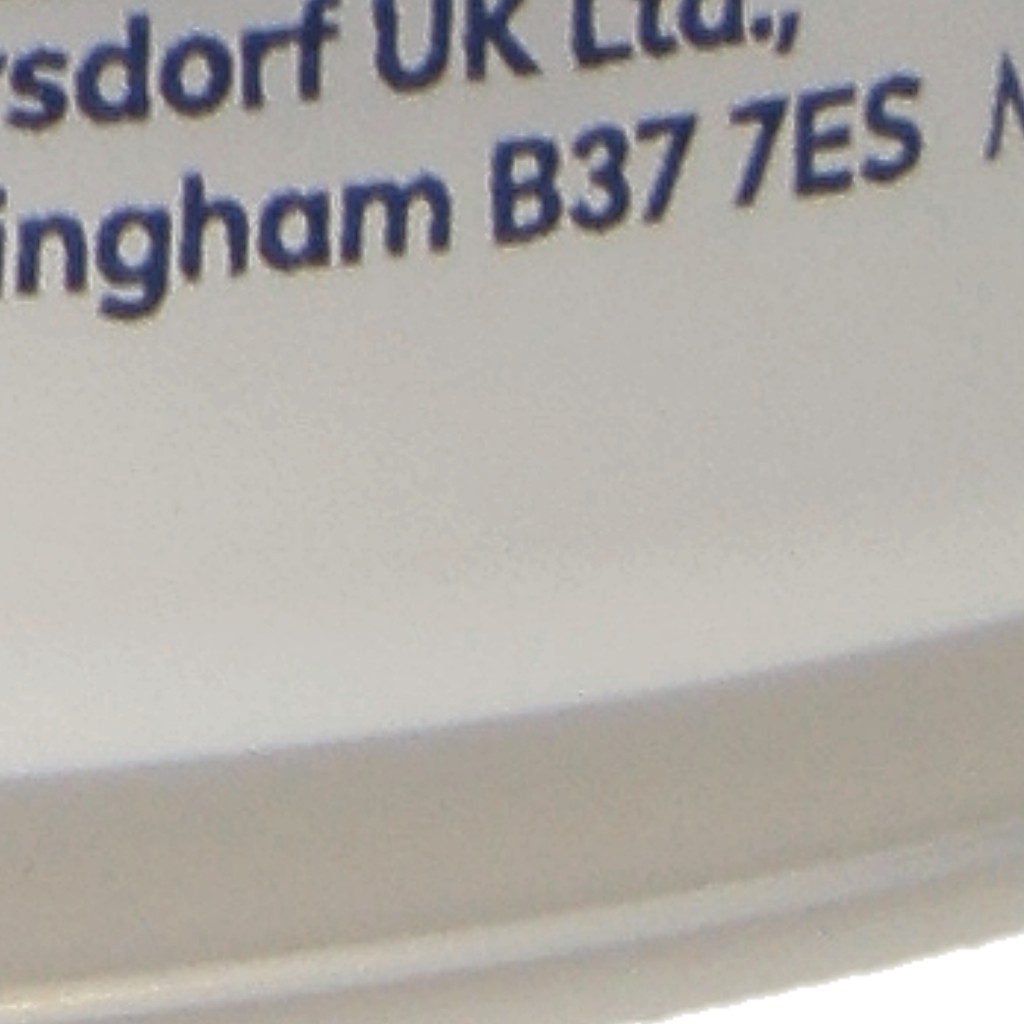 rsdorf UK Ltd.,
ingham B37 7ES